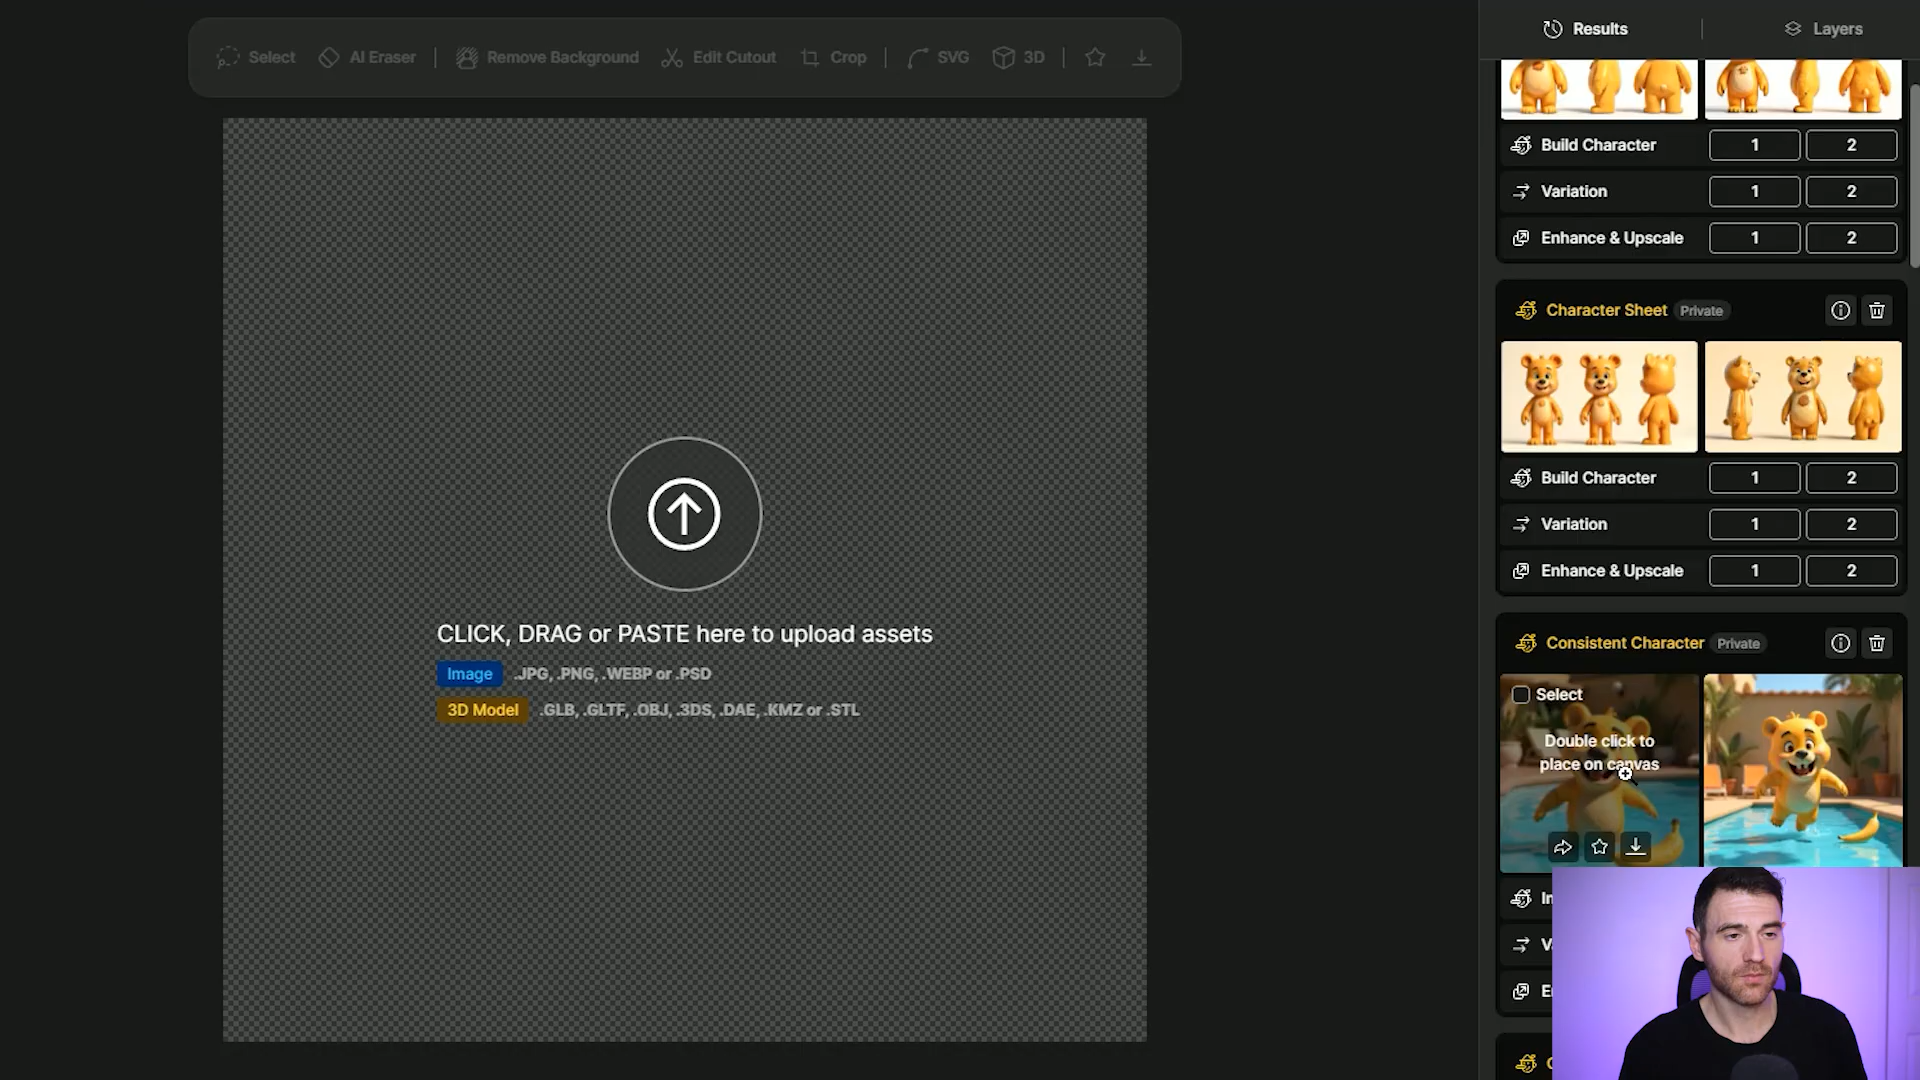 Select
AI Eraser
Remove Background
Edit Cutout
Crop
SVG
3D
Results
Layers
Build Character 1 2
Variation 1 2
Enhance & Upscale 1 2
Character Sheet Private
Build Character 1 2
Variation 1 2
Enhance & Upscale 1 2
Consistent Character Private
Select
Double click to
place on canvas
CLICK, DRAG or PASTE here to upload assets
Image .JPG, .PNG, .WEBP or .PSD
3D Model .GLB, .GLTF, .OBJ, .3DS, .DAE, .KMZ or .STL